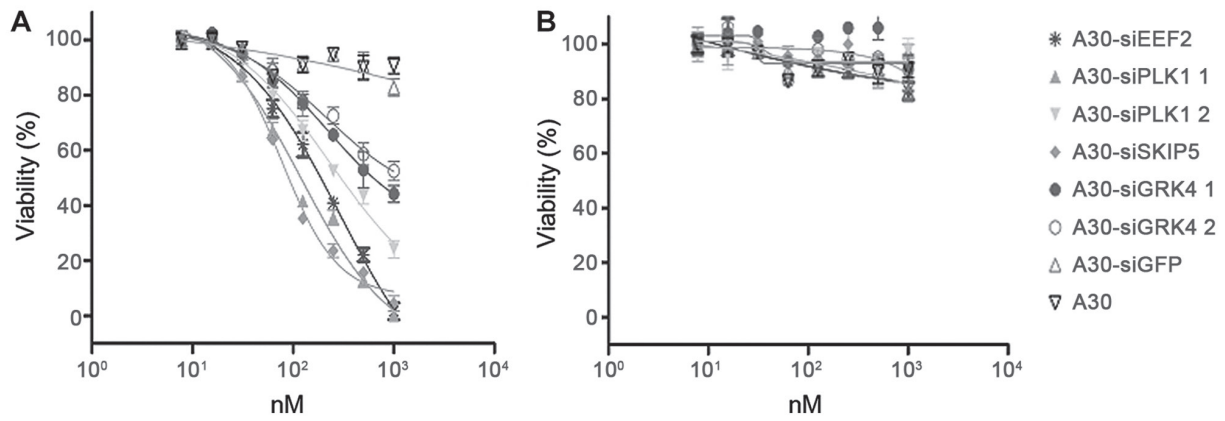 A
Viability (%)
100
80
60
40
20
0
10⁰
10¹
10²
10³
10⁴
nM
B
Viability (%)
100
80
60
40
20
0
10⁰
10¹
10²
10³
10⁴
nM
A30-siEEF2
A30-siPLK1 1
A30-siPLK1 2
A30-siSKIP5
A30-siGRK4 1
A30-siGRK4 2
A30-siGFP
A30